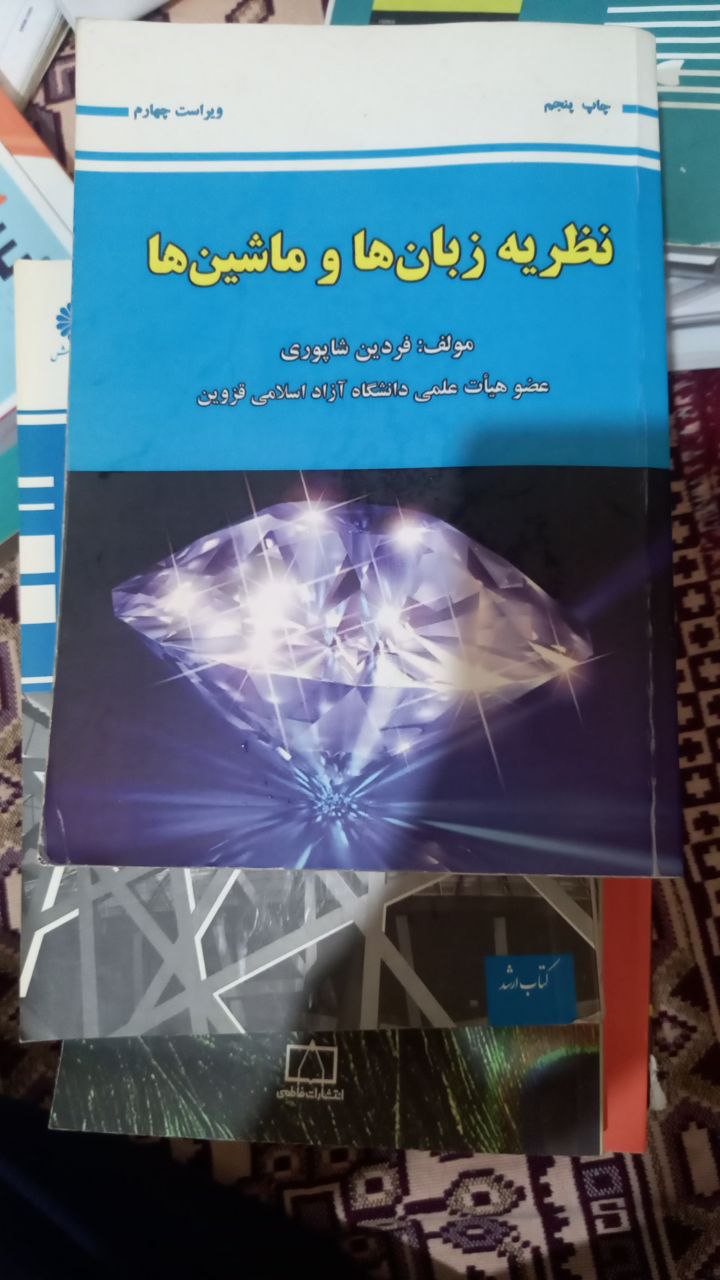 چاپ پنجم
ویراست چهارم
نظریه زبان‌ها و ماشین‌ها
مولف: فردین شاپوری
عضو هیأت علمی دانشگاه آزاد اسلامی قزوین
کتاب ارشد
انتشارات فاطمی